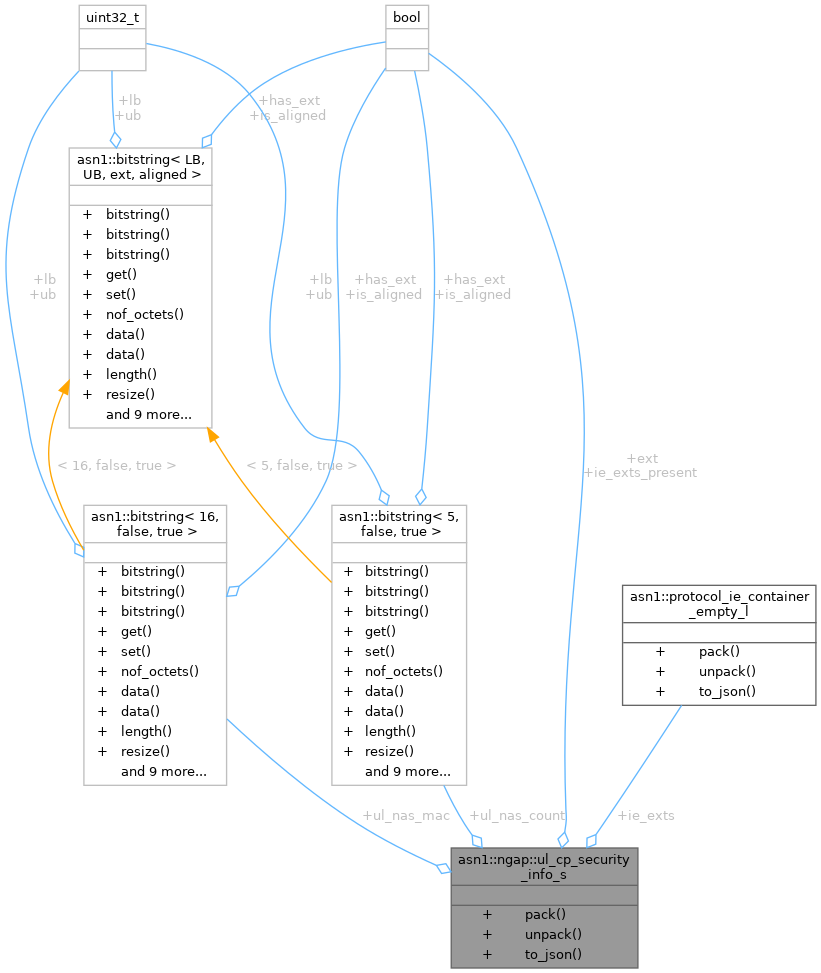 uint32_t
bool
+lb
+ub
+has_ext
+is_aligned
asn1::bitstring< LB,
UB, ext, aligned >
+ bitstring()
+ bitstring()
+ bitstring()
+ get()
+ set()
+ nof_octets()
+ data()
+ data()
+ length()
+ resize()
and 9 more...
+lb
+ub
+lb
+ub
+has_ext
+is_aligned
+has_ext
+is_aligned
< 16, false, true >
< 5, false, true >
+ext
+ie_exts_present
asn1::bitstring< 16,
false, true >
+ bitstring()
+ bitstring()
+ bitstring()
+ get()
+ set()
+ nof_octets()
+ data()
+ data()
+ length()
+ resize()
and 9 more...
asn1::bitstring< 5,
false, true >
+ bitstring()
+ bitstring()
+ bitstring()
+ get()
+ set()
+ nof_octets()
+ data()
+ data()
+ length()
+ resize()
and 9 more...
asn1::protocol_ie_container
_empty_l
+ pack()
+ unpack()
+ to_json()
+ul_nas_mac
+ul_nas_count
+ie_exts
asn1::ngap::ul_cp_security
_info_s
+ pack()
+ unpack()
+ to_json()